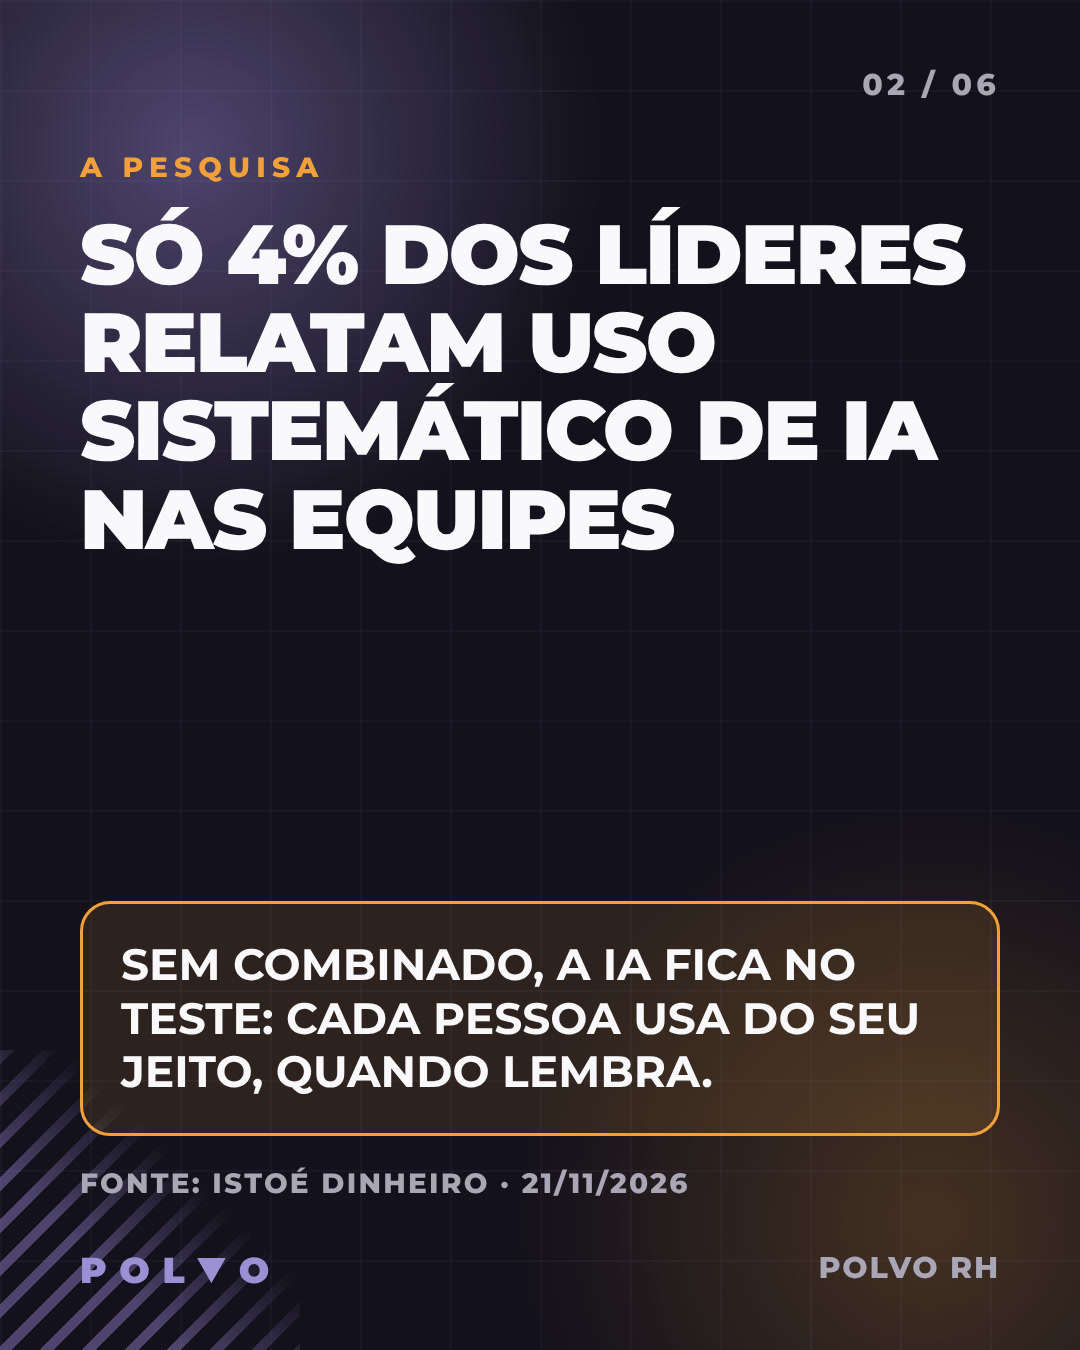 02 / 06
A PESQUISA
SÓ 4% DOS LÍDERES
RELATAM USO
SISTEMÁTICO DE IA
NAS EQUIPES
SEM COMBINADO, A IA FICA NO
TESTE: CADA PESSOA USA DO SEU
JEITO, QUANDO LEMBRA.
FONTE: ISTOÉ DINHEIRO • 21/11/2026
POLVO
POLVO RH